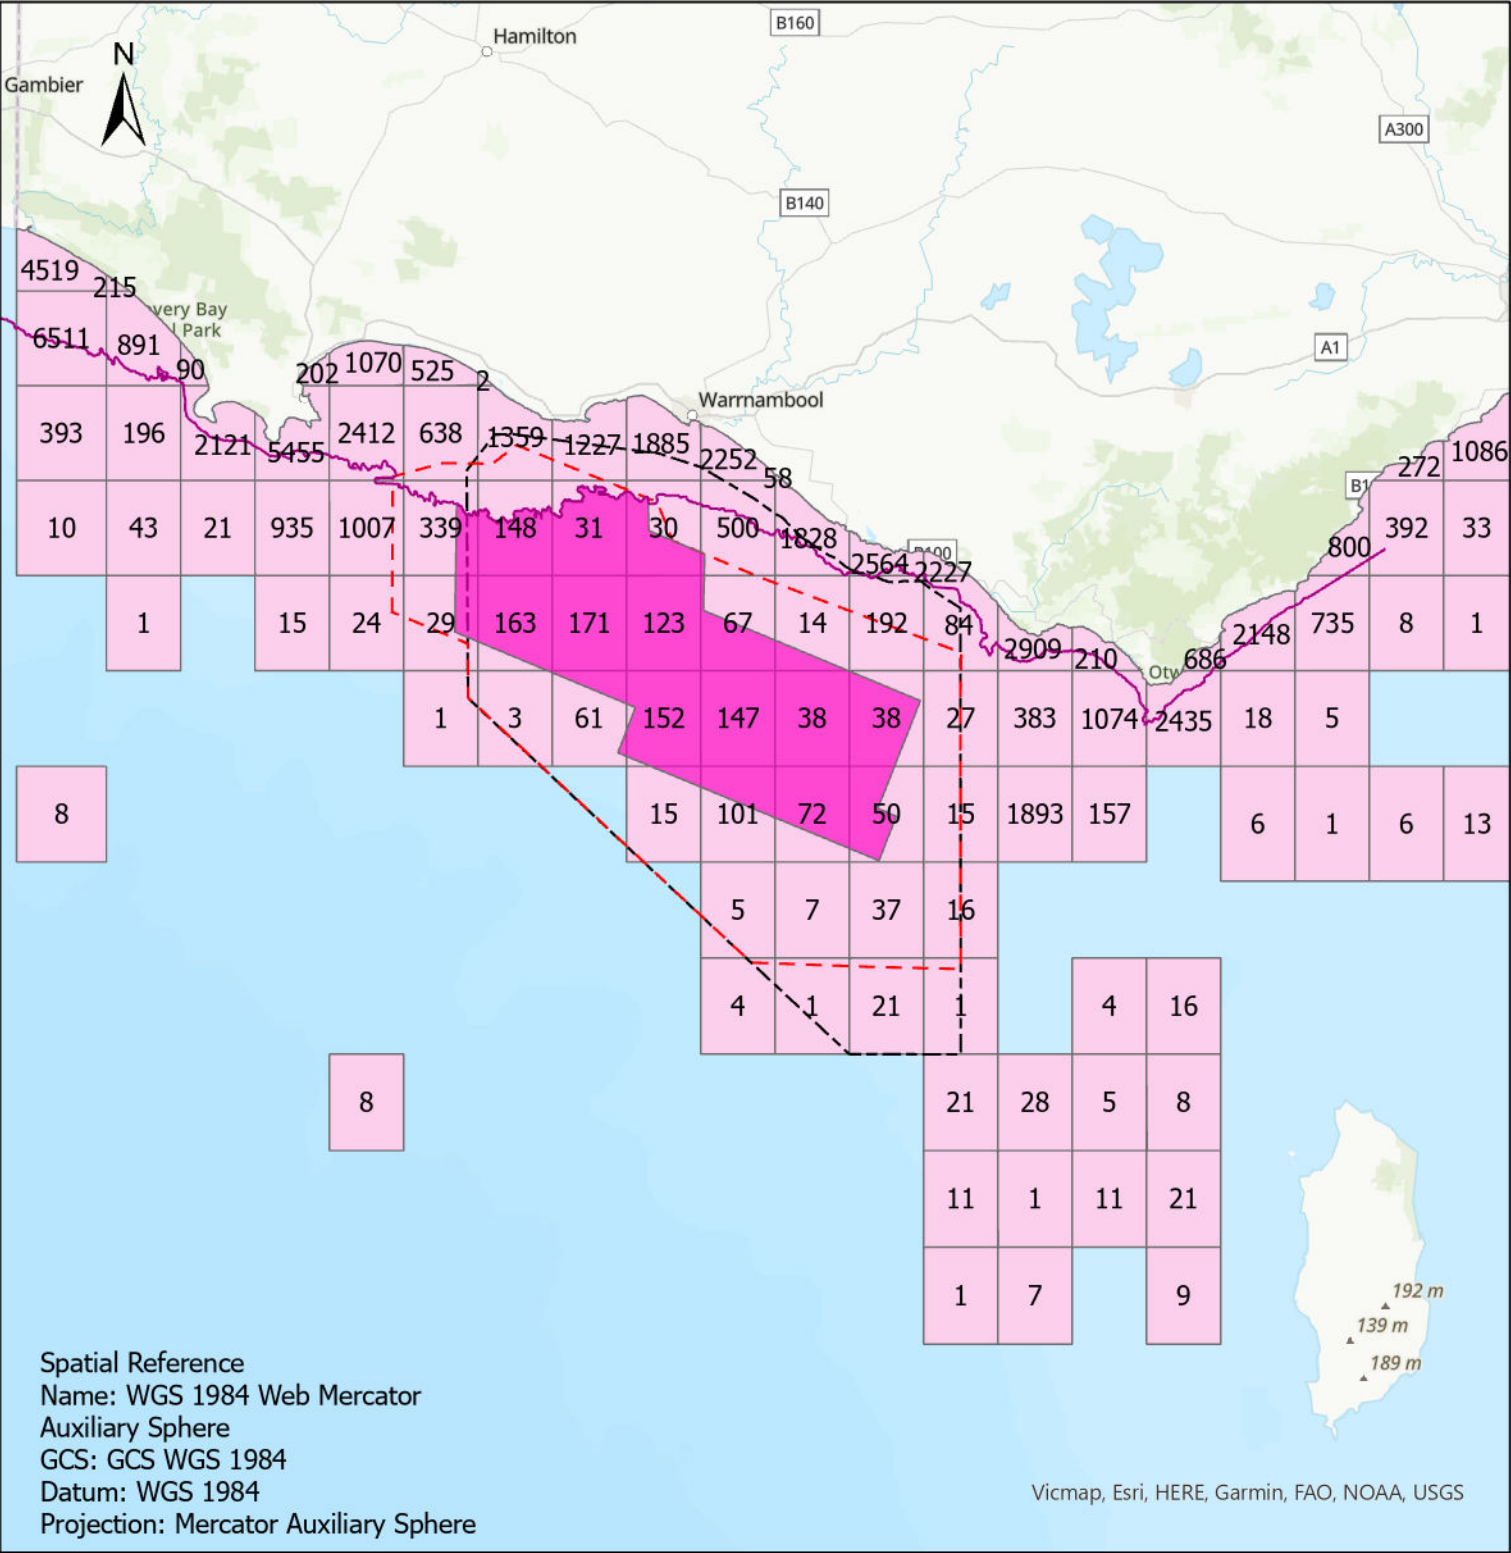 B160
Hamilton
N
Gambier
A300
B140
4519
215
very Bay
l Park
6511 891
90
A1
202 1070 525 2
Warrnambool
393 196 2121 5455 2412 638 1359 1227 1885 2252 58
272 1086
B1
10 43 21 935 1007 339 148 31 30 500 1828 2564 2227
B100
800 392 33
1 15 24 29 163 171 123 67 14 192 84 2909 210 686 2148 735 8 1
Otw
1 3 61 152 147 38 38 27 383 1074 2435 18 5
8 15 101 72 50 15 1893 157 6 1 6 13
5 7 37 16
4 1 21 1 4 16
8 21 28 5 8
11 1 11 21
1 7 9
192 m
139 m
189 m
Spatial Reference
Name: WGS 1984 Web Mercator
Auxiliary Sphere
GCS: GCS WGS 1984
Datum: WGS 1984
Projection: Mercator Auxiliary Sphere
Vicmap, Esri, HERE, Garmin, FAO, NOAA, USGS